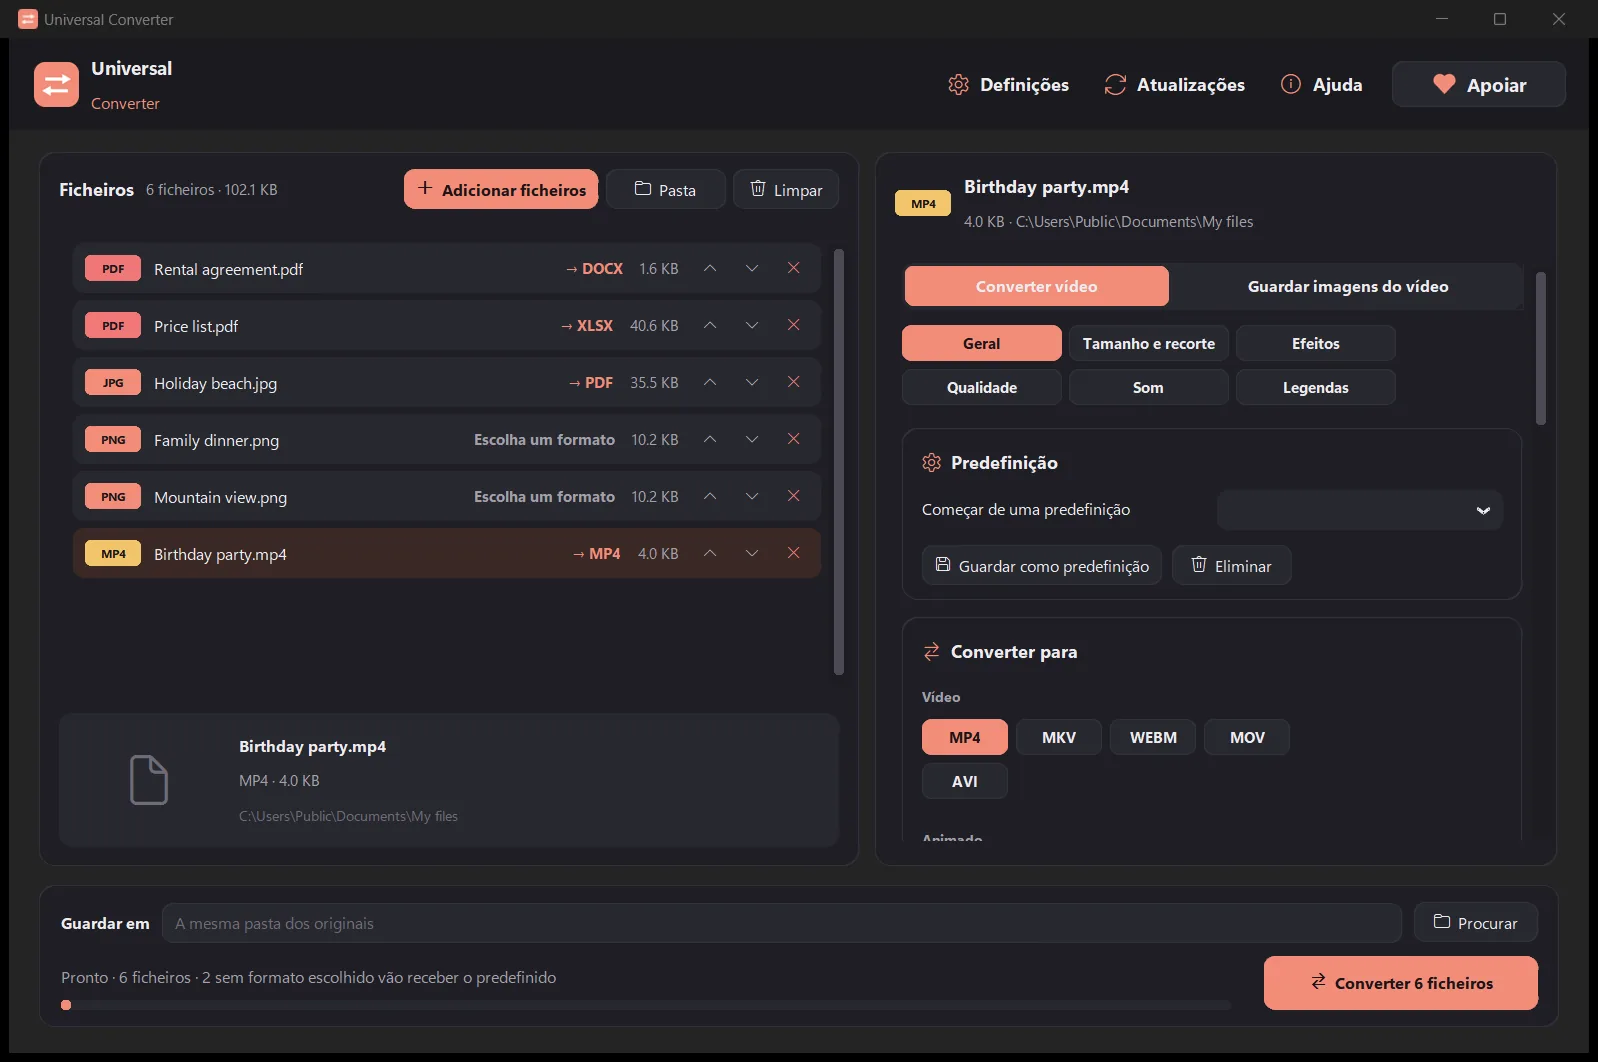 Universal Converter
Universal
Converter
Definições
Atualizações
Ajuda
Apoiar
Ficheiros
6 ficheiros · 102.1 KB
Adicionar ficheiros
Pasta
Limpar
PDF Rental agreement.pdf → DOCX 1.6 KB
PDF Price list.pdf → XLSX 40.6 KB
JPG Holiday beach.jpg → PDF 35.5 KB
PNG Family dinner.png Escolha um formato 10.2 KB
PNG Mountain view.png Escolha um formato 10.2 KB
MP4 Birthday party.mp4 → MP4 4.0 KB
Birthday party.mp4
MP4 · 4.0 KB
C:\Users\Public\Documents\My files
MP4
Birthday party.mp4
4.0 KB · C:\Users\Public\Documents\My files
Converter vídeo
Guardar imagens do vídeo
Geral
Tamanho e recorte
Efeitos
Qualidade
Som
Legendas
Predefinição
Começar de uma predefinição
Guardar como predefinição
Eliminar
Converter para
Vídeo
MP4
MKV
WEBM
MOV
AVI
Animado
Guardar em
A mesma pasta dos originais
Procurar
Pronto · 6 ficheiros · 2 sem formato escolhido vão receber o predefinido
Converter 6 ficheiros